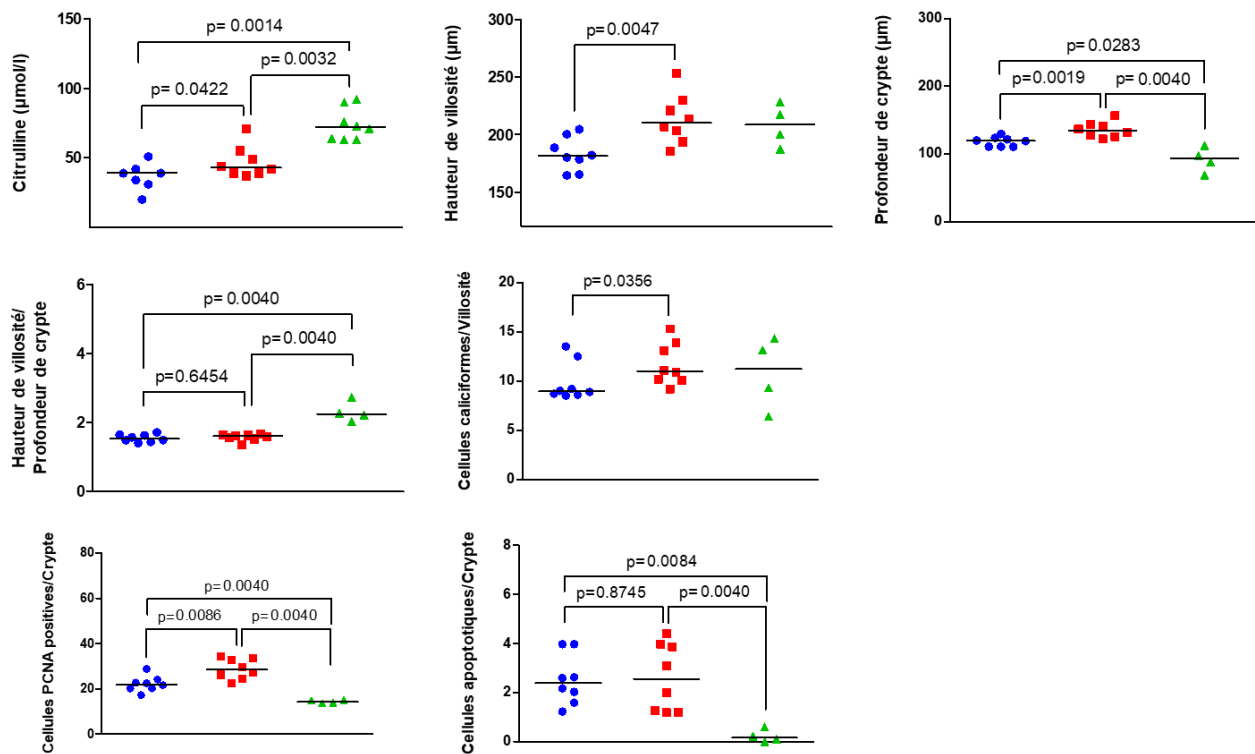 Citrulline (µmol/l)
150
100
50
p=0.0014
p=0.0032
p=0.0422
Hauteur de villosité (µm)
300
250
200
150
p=0.0047
Profondeur de crypte (µm)
300
200
100
0
p=0.0283
p=0.0019
p=0.0040
Hauteur de villosité/
Profondeur de crypte
6
4
2
0
p=0.0040
p=0.0040
p=0.6454
Cellules caliciformes/Villosité
20
15
10
5
0
p=0.0356
Cellules PCNA positives/Crypte
80
60
40
20
0
p=0.0040
p=0.0086
p=0.0040
Cellules apoptotiques/Crypte
8
6
4
2
0
p=0.0084
p=0.8745
p=0.0040